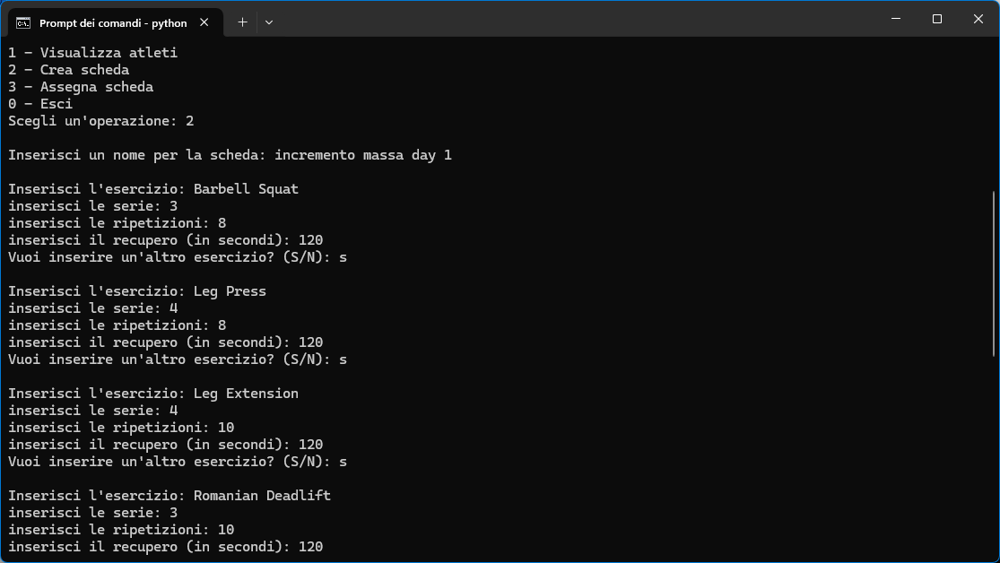 Prompt dei comandi - python
1 - Visualizza atleti
2 - Crea scheda
3 - Assegna scheda
0 - Esci
Scegli un'operazione: 2
Inserisci un nome per la scheda: incremento massa day 1
Inserisci l'esercizio: Barbell Squat
inserisci le serie: 3
inserisci le ripetizioni: 8
inserisci il recupero (in secondi): 120
Vuoi inserire un'altro esercizio? (S/N): s
Inserisci l'esercizio: Leg Press
inserisci le serie: 4
inserisci le ripetizioni: 8
inserisci il recupero (in secondi): 120
Vuoi inserire un'altro esercizio? (S/N): s
Inserisci l'esercizio: Leg Extension
inserisci le serie: 4
inserisci le ripetizioni: 10
inserisci il recupero (in secondi): 120
Vuoi inserire un'altro esercizio? (S/N): s
Inserisci l'esercizio: Romanian Deadlift
inserisci le serie: 3
inserisci le ripetizioni: 10
inserisci il recupero (in secondi): 120